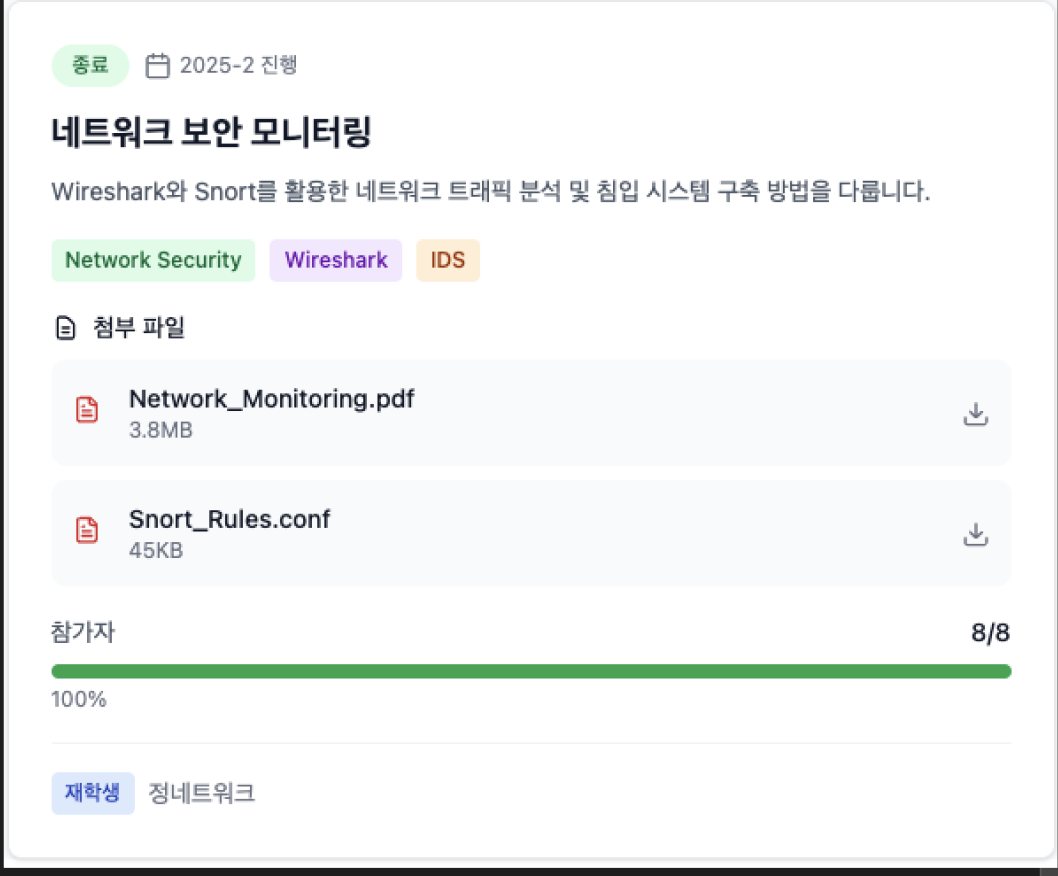 종료 2025-2 진행
네트워크 보안 모니터링
Wireshark와 Snort를 활용한 네트워크 트래픽 분석 및 침입 시스템 구축 방법을 다룹니다.
Network Security Wireshark IDS
첨부 파일
Network_Monitoring.pdf
3.8MB
Snort_Rules.conf
45KB
참가자 8/8
100%
재학생 정네트워크